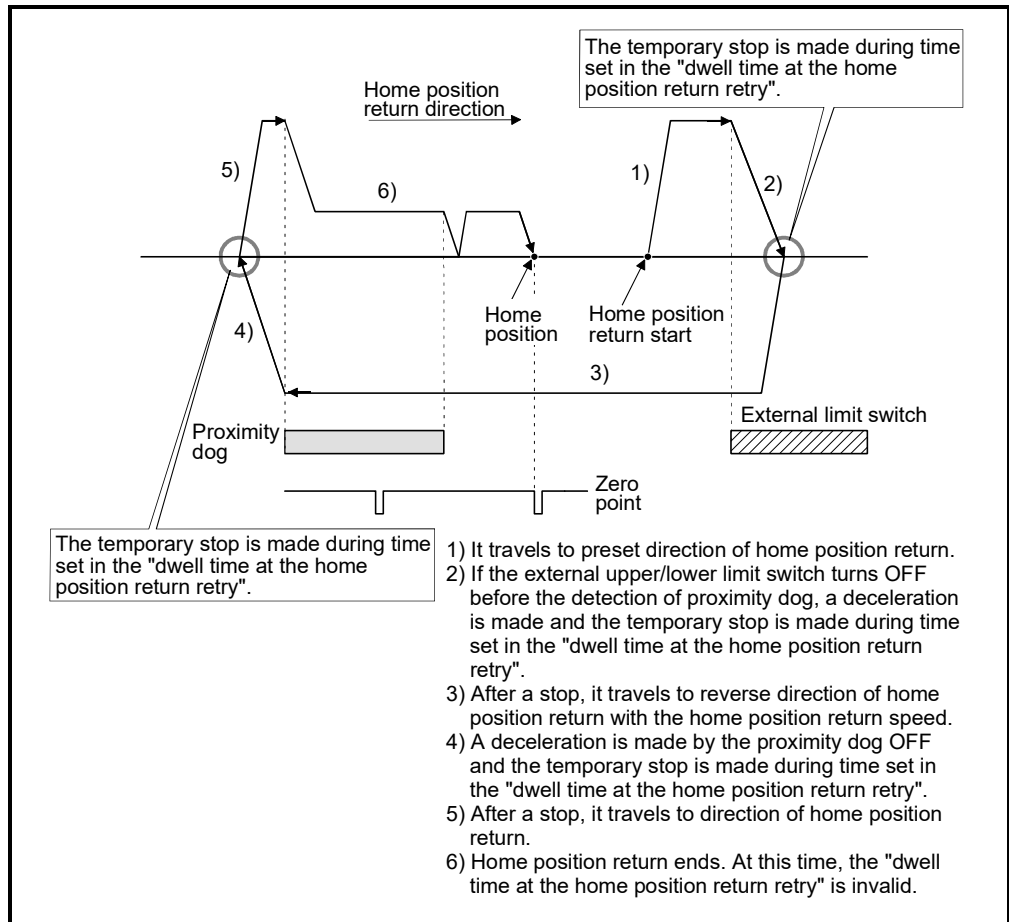 The temporary stop is made during time
set in the "dwell time at the home
position return retry".
Home position
return direction
5)
6)
1)
2)
Home
position
Home position
return start
4)
3)
Proximity
dog
External limit switch
Zero
point
The temporary stop is made during time
set in the "dwell time at the home
position return retry".
1) It travels to preset direction of home position return.
2) If the external upper/lower limit switch turns OFF
before the detection of proximity dog, a deceleration
is made and the temporary stop is made during time
set in the "dwell time at the home position return
retry".
3) After a stop, it travels to reverse direction of home
position return with the home position return speed.
4) A deceleration is made by the proximity dog OFF
and the temporary stop is made during time set in
the "dwell time at the home position return retry".
5) After a stop, it travels to direction of home position
return.
6) Home position return ends. At this time, the "dwell
time at the home position return retry" is invalid.